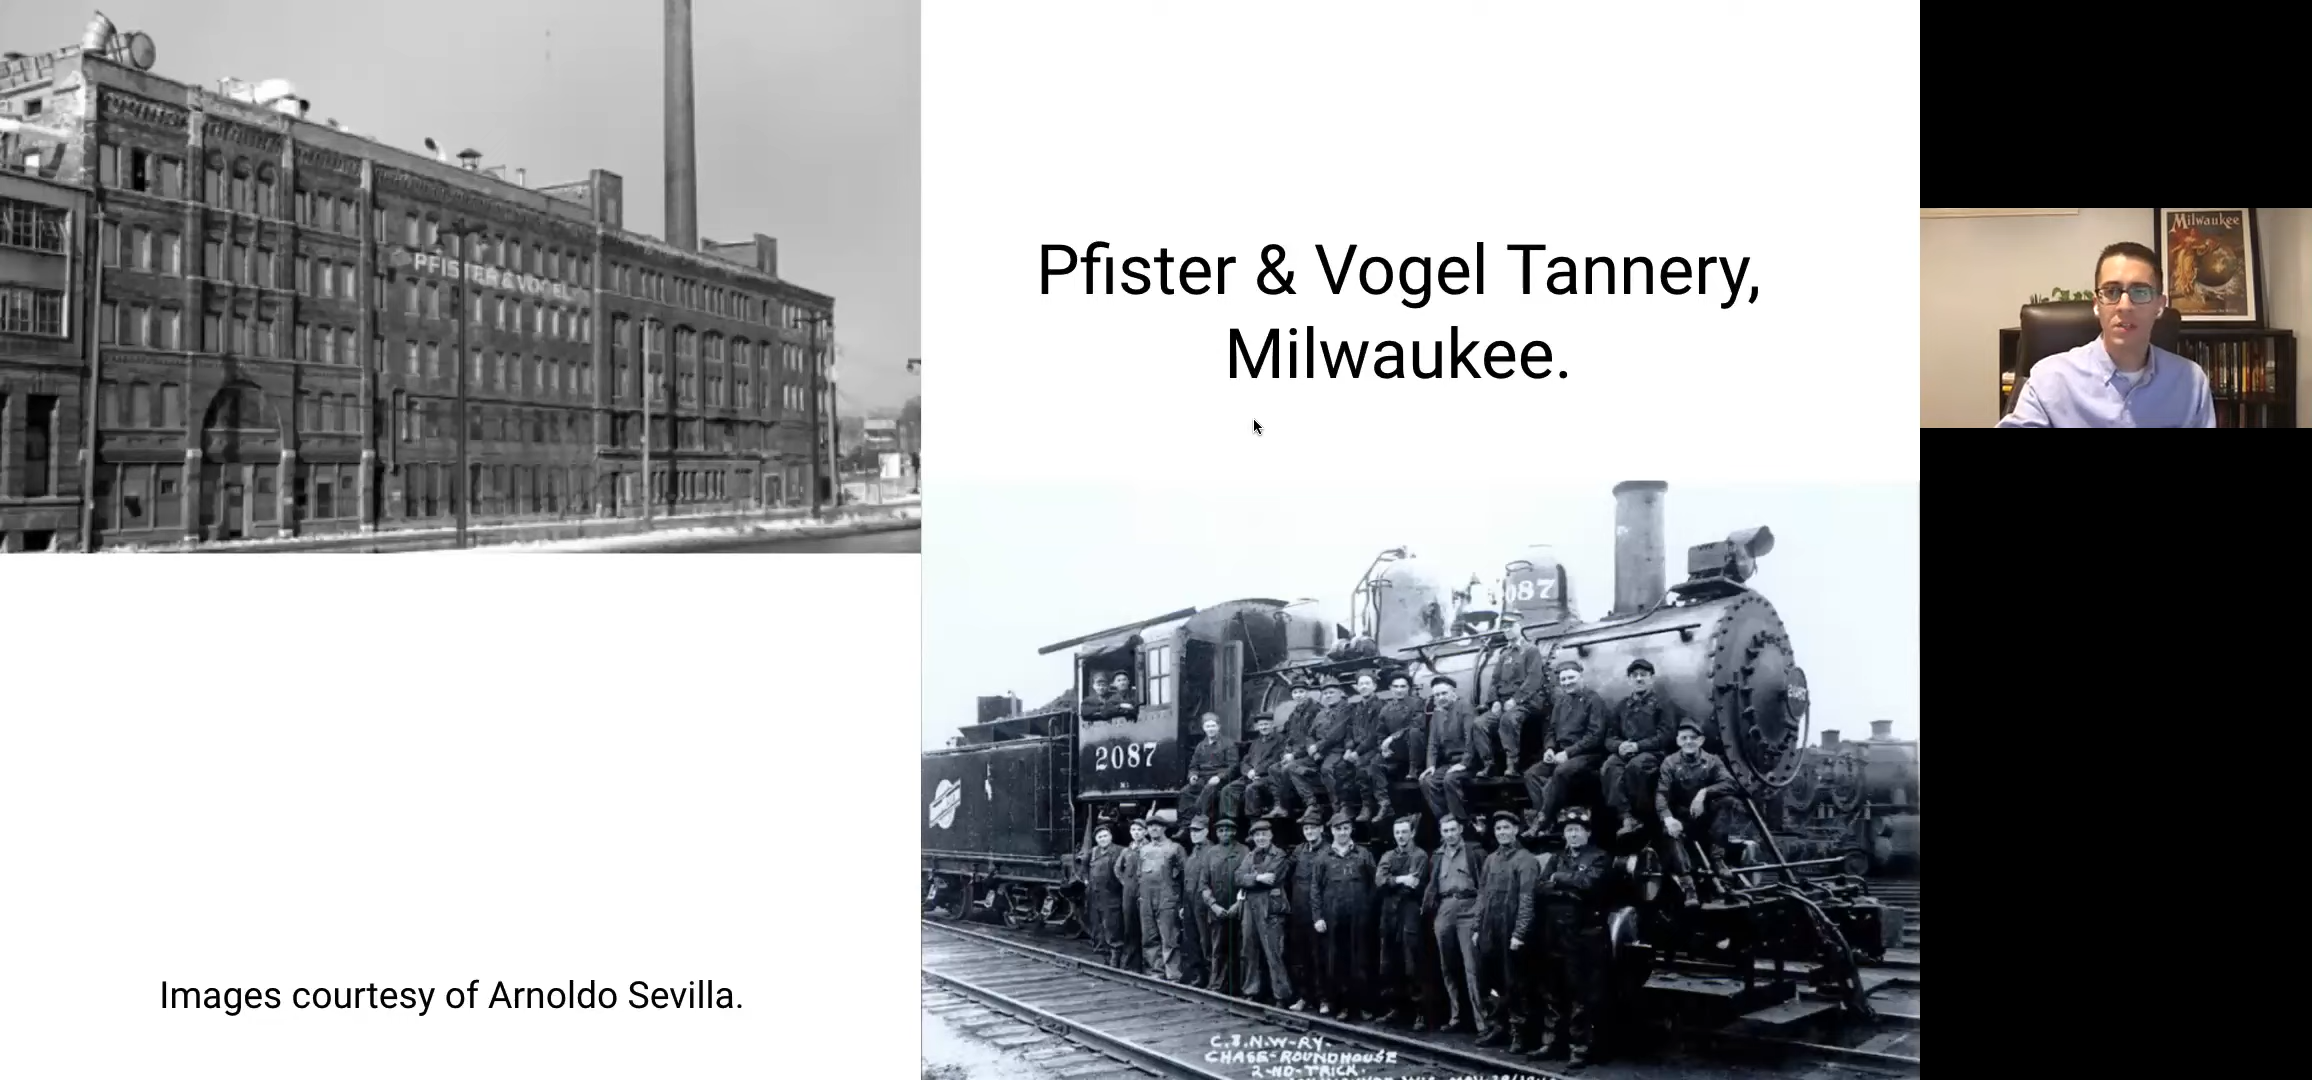 PFISTER & VOGEL
Pfister & Vogel Tannery,
Milwaukee.
Milwaukee
087
2087
2087
C.&N.W-RY.
CHASE-ROUNDHOUSE
2-ND-TRICK.
Images courtesy of Arnoldo Sevilla.